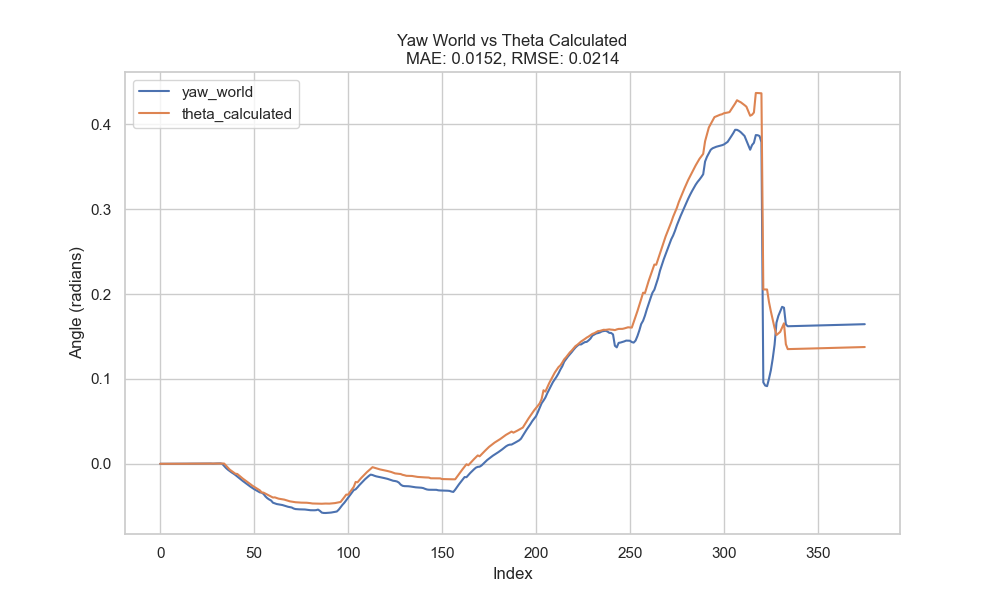 Yaw World vs Theta Calculated
MAE: 0.0152, RMSE: 0.0214
yaw_world
theta_calculated
0.4
0.3
0.2
0.1
0.0
Angle (radians)
0 50 100 150 200 250 300 350
Index